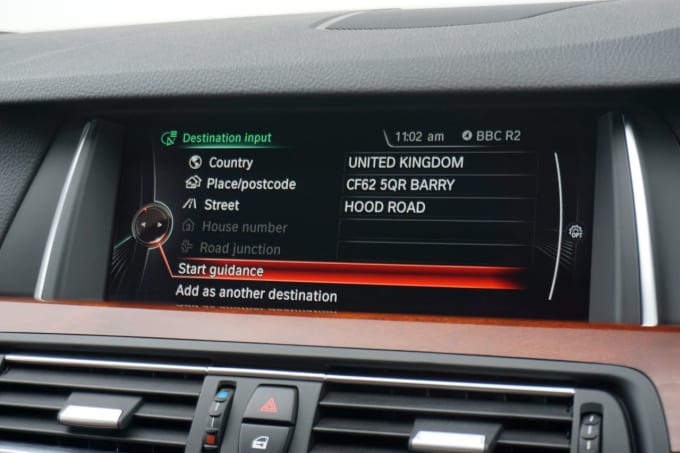 Destination input
11:02 am BBC R2
Country UNITED KINGDOM
Place/postcode CF62 5QR BARRY
Street HOOD ROAD
House number
Road junction
Start guidance
Add as another destination
OPT